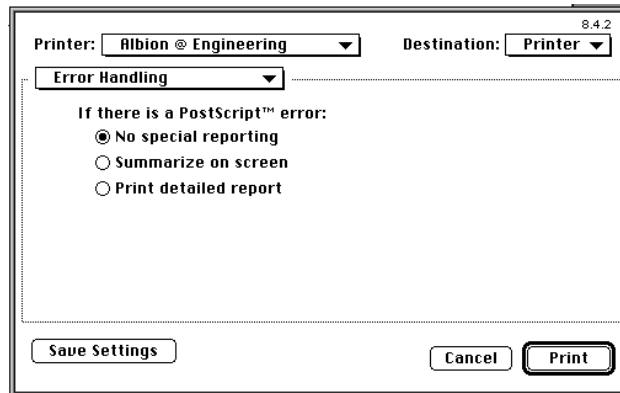 8.4.2
Printer: Albion @ Engineering Destination: Printer
Error Handling
If there is a PostScript™ error:
No special reporting
Summarize on screen
Print detailed report
Save Settings
Cancel Print